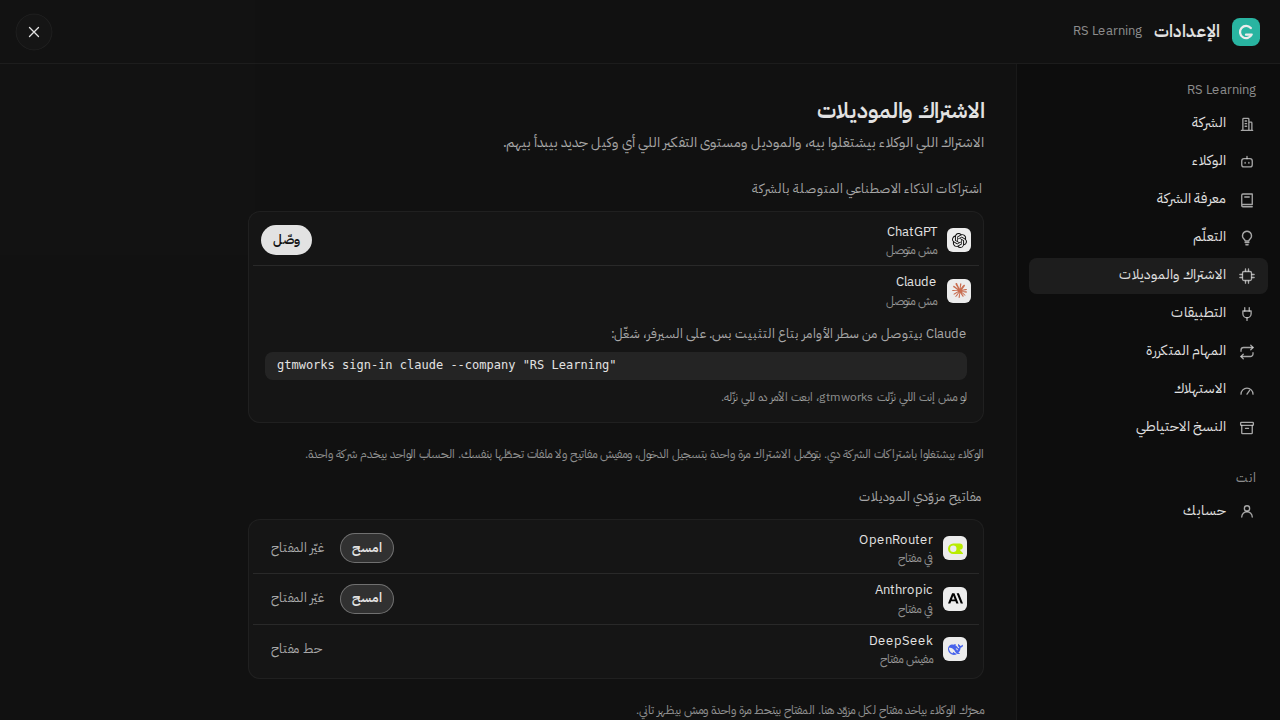 الإعدادات RS Learning
RS Learning
الشركة
الوكلاء
معرفة الشركة
التعلّم
الاشتراك والموديلات
التطبيقات
المهام المتكررة
الاستهلاك
النسخ الاحتياطي
انت
حسابك
الاشتراك والموديلات
الاشتراك اللي الوكلاء بيشتغلوا بيه، والموديل ومستوى التفكير اللي أي وكيل جديد بيبدأ بيهم.
اشتراكات الذكاء الاصطناعي المتوصلة بالشركة
ChatGPT
مش متوصل
وصّل
Claude
مش متوصل
Claude بيتوصل من سطر الأوامر بتاع التثبيت بس. على السيرفر، شغّل:
gtmworks sign-in claude --company "RS Learning"
لو مش إنت اللي نزّلت gtmworks، ابعت الأمر ده للي نزّله.
الوكلاء بيشتغلوا باشتراكات الشركة دي. بتوصّل الاشتراك مرة واحدة بتسجيل الدخول، ومفيش مفاتيح ولا ملفات تحطّها بنفسك. الحساب الواحد بيخدم شركة واحدة.
مفاتيح مزوّدي الموديلات
OpenRouter
في مفتاح
امسح
غيّر المفتاح
Anthropic
في مفتاح
امسح
غيّر المفتاح
DeepSeek
مفيش مفتاح
حط مفتاح
محرّك الوكلاء بياخد مفتاح لكل مزوّد هنا. المفتاح بيتحط مرة واحدة ومش بيظهر تاني.